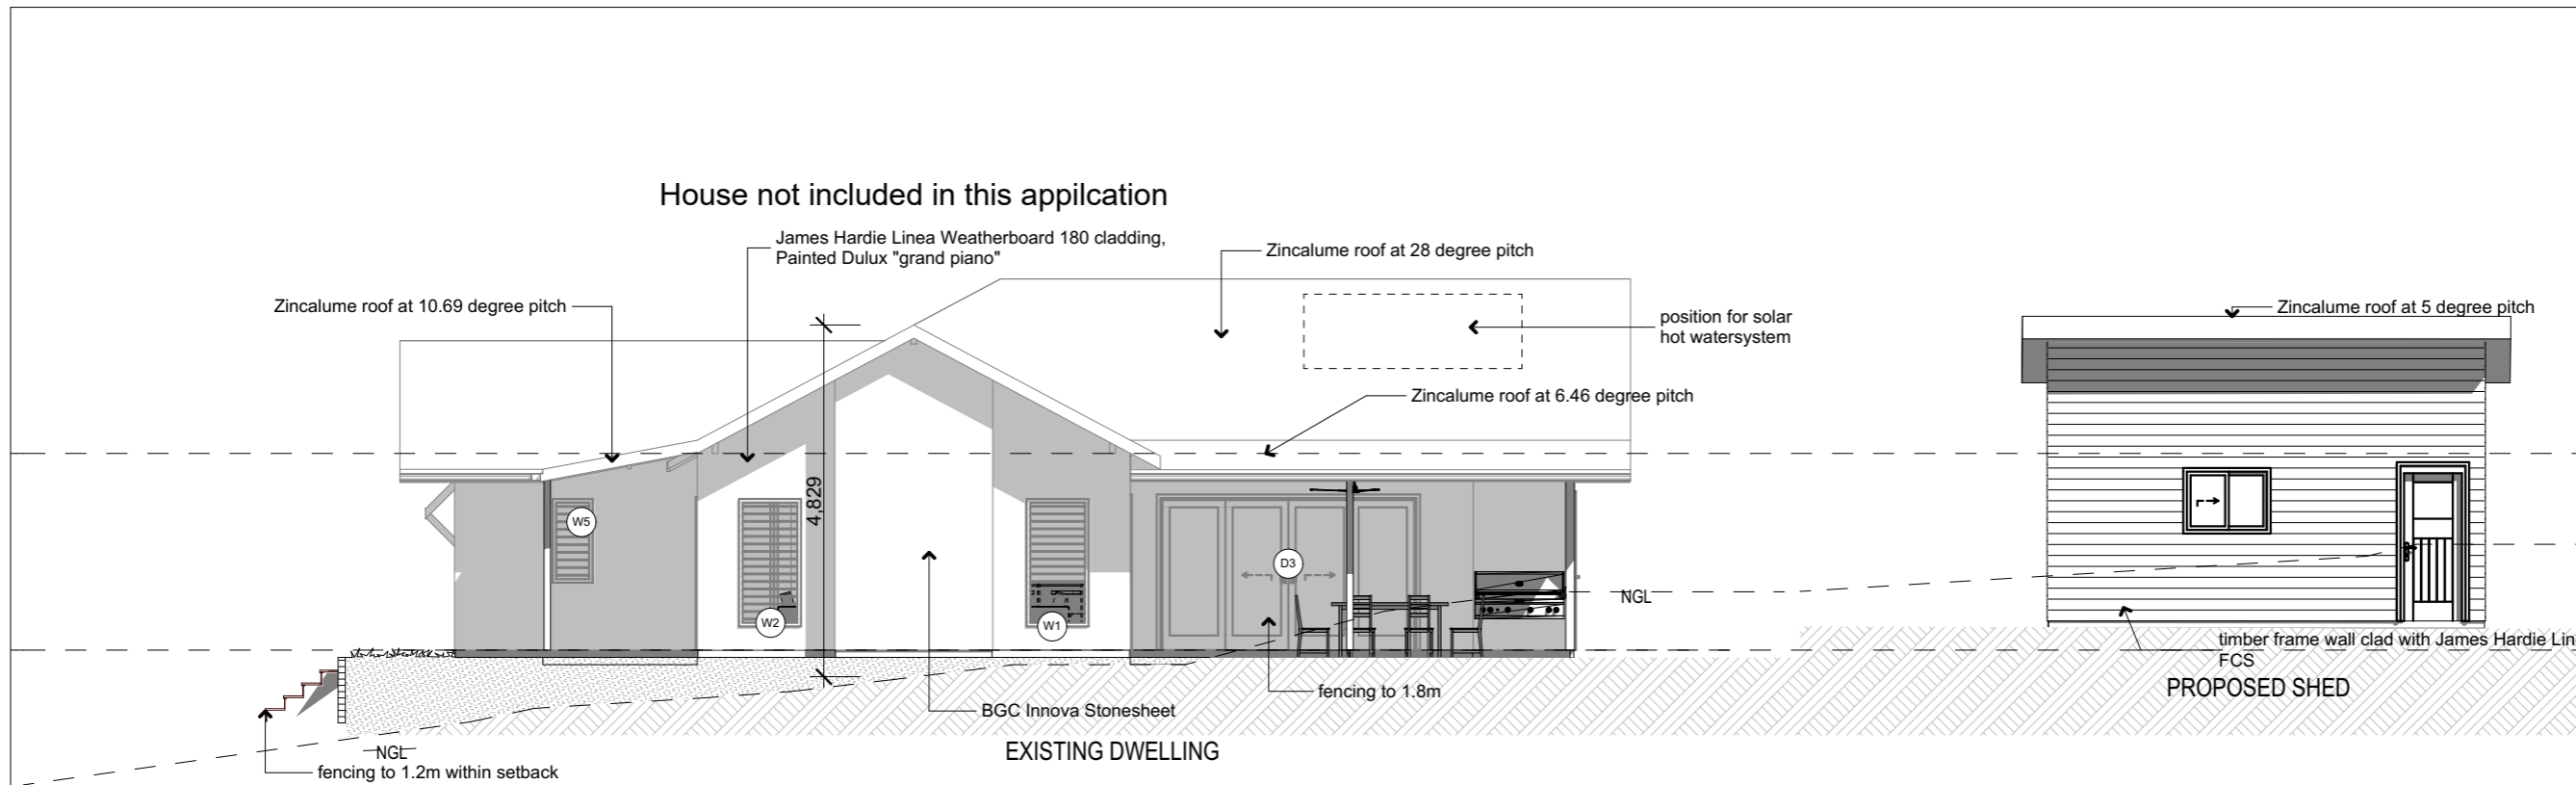 House not included in this appilcation
James Hardie Linea Weatherboard 180 cladding,
Painted Dulux "grand piano"
Zincalume roof at 28 degree pitch
Zincalume roof at 10.69 degree pitch
Zincalume roof at 5 degree pitch
position for solar
hot watersystem
Zincalume roof at 6.46 degree pitch
4,829
W5
W2
W1
D3
NGL
timber frame wall clad with James Hardie Lin
FCS
PROPOSED SHED
fencing to 1.8m
BGC Innova Stonesheet
EXISTING DWELLING
NGL
fencing to 1.2m within setback